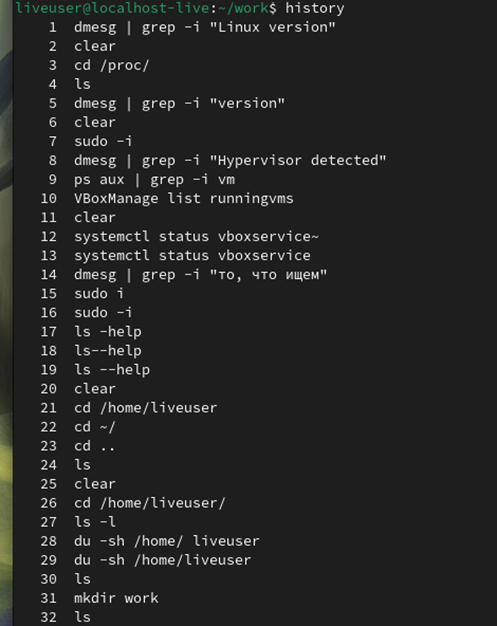 liveuser@localhost-live:~/work$ history
1 dmesg | grep -i "Linux version"
2 clear
3 cd /proc/
4 ls
5 dmesg | grep -i "version"
6 clear
7 sudo -i
8 dmesg | grep -i "Hypervisor detected"
9 ps aux | grep -i vm
10 VBoxManage list runningvms
11 clear
12 systemctl status vboxservice~
13 systemctl status vboxservice
14 dmesg | grep -i "то, что ищем"
15 sudo i
16 sudo -i
17 ls -help
18 ls--help
19 ls --help
20 clear
21 cd /home/liveuser
22 cd ~/
23 cd ..
24 ls
25 clear
26 cd /home/liveuser/
27 ls -l
28 du -sh /home/ liveuser
29 du -sh /home/liveuser
30 ls
31 mkdir work
32 ls